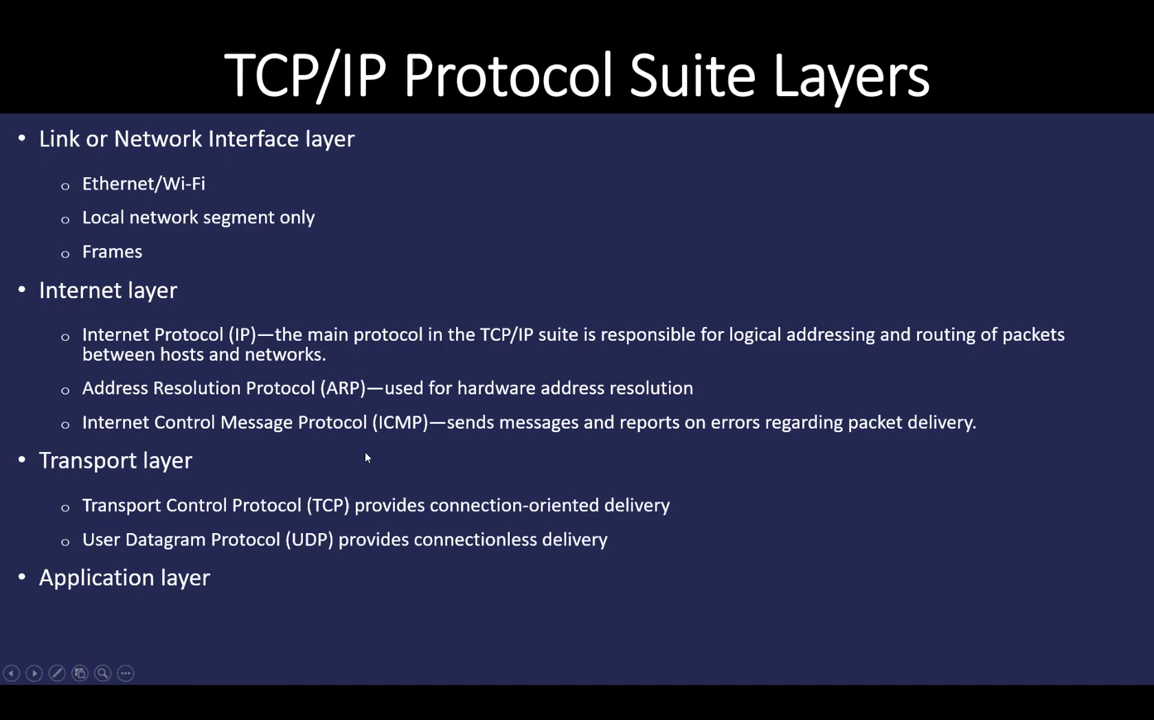 TCP/IP Protocol Suite Layers
• Link or Network Interface layer
o Ethernet/Wi-Fi
o Local network segment only
o Frames
• Internet layer
o Internet Protocol (IP)—the main protocol in the TCP/IP suite is responsible for logical addressing and routing of packets
between hosts and networks.
o Address Resolution Protocol (ARP)—used for hardware address resolution
o Internet Control Message Protocol (ICMP)—sends messages and reports on errors regarding packet delivery.
• Transport layer
o Transport Control Protocol (TCP) provides connection-oriented delivery
o User Datagram Protocol (UDP) provides connectionless delivery
• Application layer